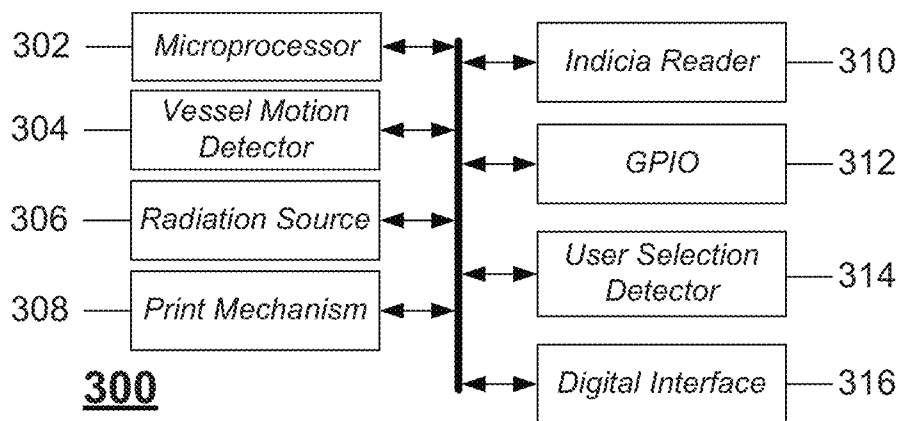 302
Microprocessor
304
Vessel Motion
Detector
306
Radiation Source
308
Print Mechanism
300
Indicia Reader
310
GPIO
312
User Selection
Detector
314
Digital Interface
316